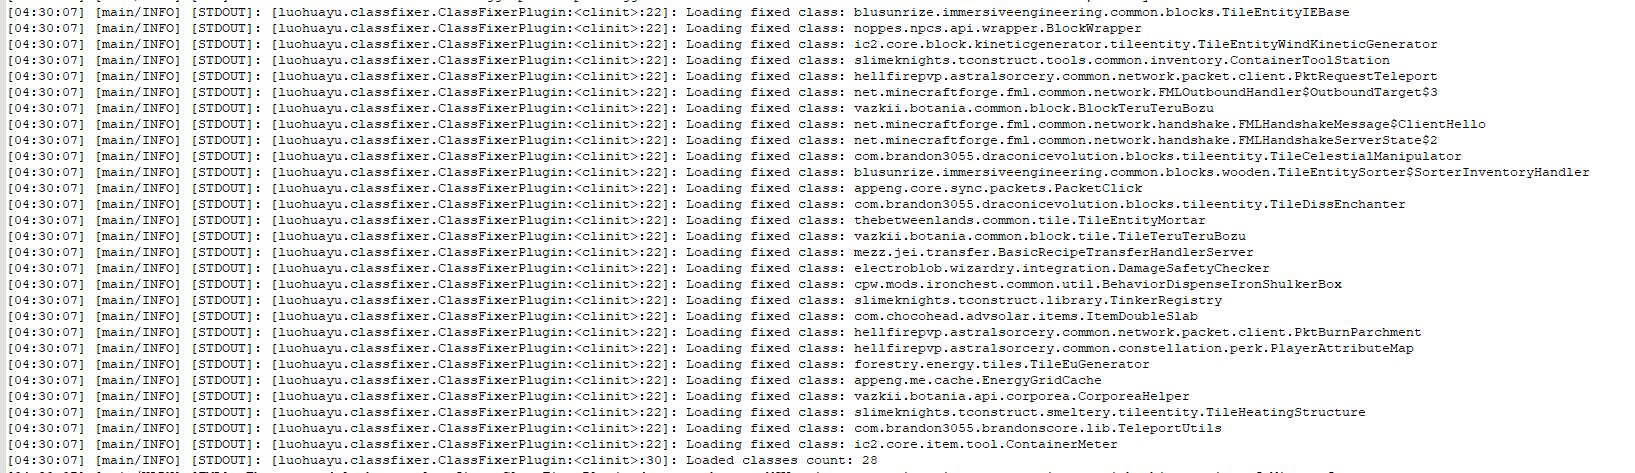 [04:30:07] [main/INFO] [STDOUT]: [luohuayu.classfixer.ClassFixerPlugin:<clinit>:22]: Loading fixed class: blusunrize.immersiveengineering.common.blocks.TileEntityIEBase
[04:30:07] [main/INFO] [STDOUT]: [luohuayu.classfixer.ClassFixerPlugin:<clinit>:22]: Loading fixed class: noppes.npcs.api.wrapper.BlockWrapper
[04:30:07] [main/INFO] [STDOUT]: [luohuayu.classfixer.ClassFixerPlugin:<clinit>:22]: Loading fixed class: ic2.core.block.kineticgenerator.tileentity.TileEntityWindKineticGenerator
[04:30:07] [main/INFO] [STDOUT]: [luohuayu.classfixer.ClassFixerPlugin:<clinit>:22]: Loading fixed class: slimeknights.tconstruct.tools.common.inventory.ContainerToolStation
[04:30:07] [main/INFO] [STDOUT]: [luohuayu.classfixer.ClassFixerPlugin:<clinit>:22]: Loading fixed class: hellfirepvp.astralsorcery.common.network.packet.client.PktRequestTeleport
[04:30:07] [main/INFO] [STDOUT]: [luohuayu.classfixer.ClassFixerPlugin:<clinit>:22]: Loading fixed class: net.minecraftforge.fml.common.network.FMLOutboundHandler$OutboundTarget$3
[04:30:07] [main/INFO] [STDOUT]: [luohuayu.classfixer.ClassFixerPlugin:<clinit>:22]: Loading fixed class: vazkii.botania.common.block.BlockTeruTeruBozu
[04:30:07] [main/INFO] [STDOUT]: [luohuayu.classfixer.ClassFixerPlugin:<clinit>:22]: Loading fixed class: net.minecraftforge.fml.common.network.handshake.FMLHandshakeMessage$ClientHello
[04:30:07] [main/INFO] [STDOUT]: [luohuayu.classfixer.ClassFixerPlugin:<clinit>:22]: Loading fixed class: net.minecraftforge.fml.common.network.handshake.FMLHandshakeServerState$2
[04:30:07] [main/INFO] [STDOUT]: [luohuayu.classfixer.ClassFixerPlugin:<clinit>:22]: Loading fixed class: com.brandon3055.draconicevolution.blocks.tileentity.TileCelestialManipulator
[04:30:07] [main/INFO] [STDOUT]: [luohuayu.classfixer.ClassFixerPlugin:<clinit>:22]: Loading fixed class: blusunrize.immersiveengineering.common.blocks.wooden.TileEntitySorter$SorterInventoryHandler
[04:30:07] [main/INFO] [STDOUT]: [luohuayu.classfixer.ClassFixerPlugin:<clinit>:22]: Loading fixed class: appeng.core.sync.packets.PacketClick
[04:30:07] [main/INFO] [STDOUT]: [luohuayu.classfixer.ClassFixerPlugin:<clinit>:22]: Loading fixed class: com.brandon3055.draconicevolution.blocks.tileentity.TileDissEnchanter
[04:30:07] [main/INFO] [STDOUT]: [luohuayu.classfixer.ClassFixerPlugin:<clinit>:22]: Loading fixed class: thebetweenlands.common.tile.TileEntityMortar
[04:30:07] [main/INFO] [STDOUT]: [luohuayu.classfixer.ClassFixerPlugin:<clinit>:22]: Loading fixed class: vazkii.botania.common.block.tile.TileTeruTeruBozu
[04:30:07] [main/INFO] [STDOUT]: [luohuayu.classfixer.ClassFixerPlugin:<clinit>:22]: Loading fixed class: mezz.jei.transfer.BasicRecipeTransferHandlerServer
[04:30:07] [main/INFO] [STDOUT]: [luohuayu.classfixer.ClassFixerPlugin:<clinit>:22]: Loading fixed class: electroblob.wizardry.integration.DamageSafetyChecker
[04:30:07] [main/INFO] [STDOUT]: [luohuayu.classfixer.ClassFixerPlugin:<clinit>:22]: Loading fixed class: cpw.mods.ironchest.common.util.BehaviorDispenseIronShulkerBox
[04:30:07] [main/INFO] [STDOUT]: [luohuayu.classfixer.ClassFixerPlugin:<clinit>:22]: Loading fixed class: slimeknights.tconstruct.library.TinkerRegistry
[04:30:07] [main/INFO] [STDOUT]: [luohuayu.classfixer.ClassFixerPlugin:<clinit>:22]: Loading fixed class: com.chocohead.advsolar.items.ItemDoubleSlab
[04:30:07] [main/INFO] [STDOUT]: [luohuayu.classfixer.ClassFixerPlugin:<clinit>:22]: Loading fixed class: hellfirepvp.astralsorcery.common.network.packet.client.PktBurnParchment
[04:30:07] [main/INFO] [STDOUT]: [luohuayu.classfixer.ClassFixerPlugin:<clinit>:22]: Loading fixed class: hellfirepvp.astralsorcery.common.constellation.perk.PlayerAttributeMap
[04:30:07] [main/INFO] [STDOUT]: [luohuayu.classfixer.ClassFixerPlugin:<clinit>:22]: Loading fixed class: forestry.energy.tiles.TileEuGenerator
[04:30:07] [main/INFO] [STDOUT]: [luohuayu.classfixer.ClassFixerPlugin:<clinit>:22]: Loading fixed class: appeng.me.cache.EnergyGridCache
[04:30:07] [main/INFO] [STDOUT]: [luohuayu.classfixer.ClassFixerPlugin:<clinit>:22]: Loading fixed class: vazkii.botania.api.corporea.CorporeaHelper
[04:30:07] [main/INFO] [STDOUT]: [luohuayu.classfixer.ClassFixerPlugin:<clinit>:22]: Loading fixed class: slimeknights.tconstruct.smeltery.tileentity.TileHeatingStructure
[04:30:07] [main/INFO] [STDOUT]: [luohuayu.classfixer.ClassFixerPlugin:<clinit>:22]: Loading fixed class: com.brandon3055.brandonscore.lib.TeleportUtils
[04:30:07] [main/INFO] [STDOUT]: [luohuayu.classfixer.ClassFixerPlugin:<clinit>:22]: Loading fixed class: ic2.core.item.tool.ContainerMeter
[04:30:07] [main/INFO] [STDOUT]: [luohuayu.classfixer.ClassFixerPlugin:<clinit>:30]: Loaded classes count: 28